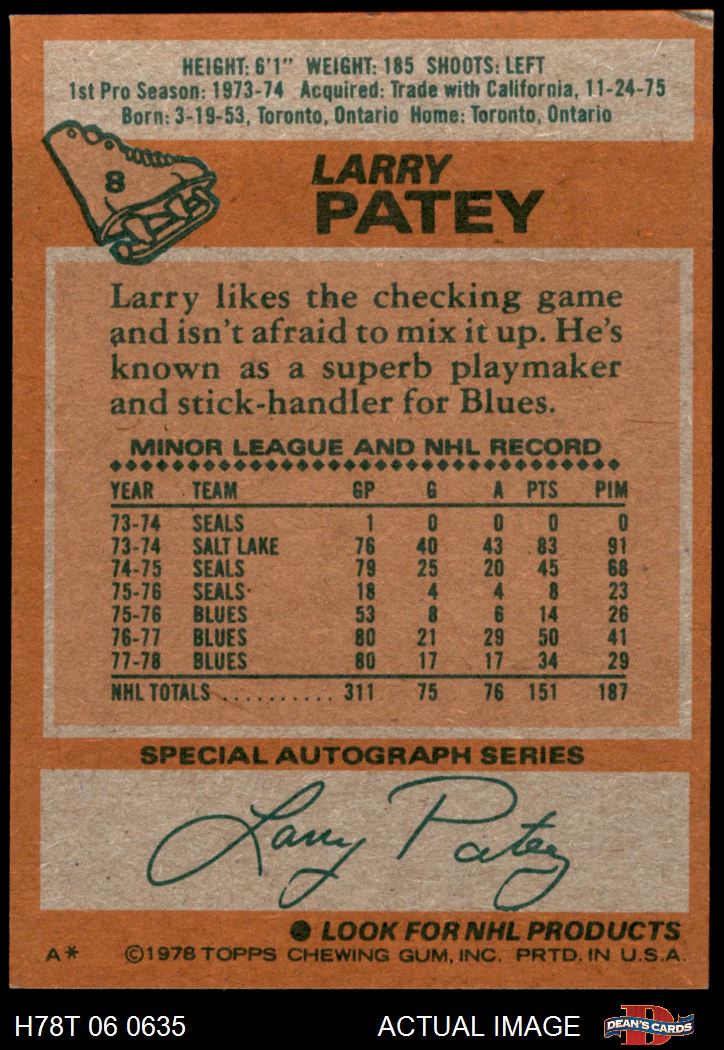 HEIGHT: 6'1" WEIGHT: 185 SHOOTS: LEFT
1st Pro Season: 1973-74 Acquired: Trade with California, 11-24-75
Born: 3-19-53, Toronto, Ontario Home: Toronto, Ontario
8
LARRY
PATEY
Larry likes the checking game
and isn't afraid to mix it up. He's
known as a superb playmaker
and stick-handler for Blues.
MINOR LEAGUE AND NHL RECORD
YEAR TEAM GP G A PTS PIM
73-74 SEALS 1 0 0 0 0
73-74 SALT LAKE 76 40 43 83 91
74-75 SEALS 79 25 20 45 68
75-76 SEALS 18 4 4 8 23
75-76 BLUES 53 8 6 14 26
76-77 BLUES 80 21 29 50 41
77-78 BLUES 80 17 17 34 29
NHL TOTALS .......... 311 75 76 151 187
SPECIAL AUTOGRAPH SERIES
Larry Patey
● LOOK FOR NHL PRODUCTS
A* ©1978 TOPPS CHEWING GUM, INC. PRTD. IN U.S.A.
H78T 06 0635 ACTUAL IMAGE D DEAN'S CARDS